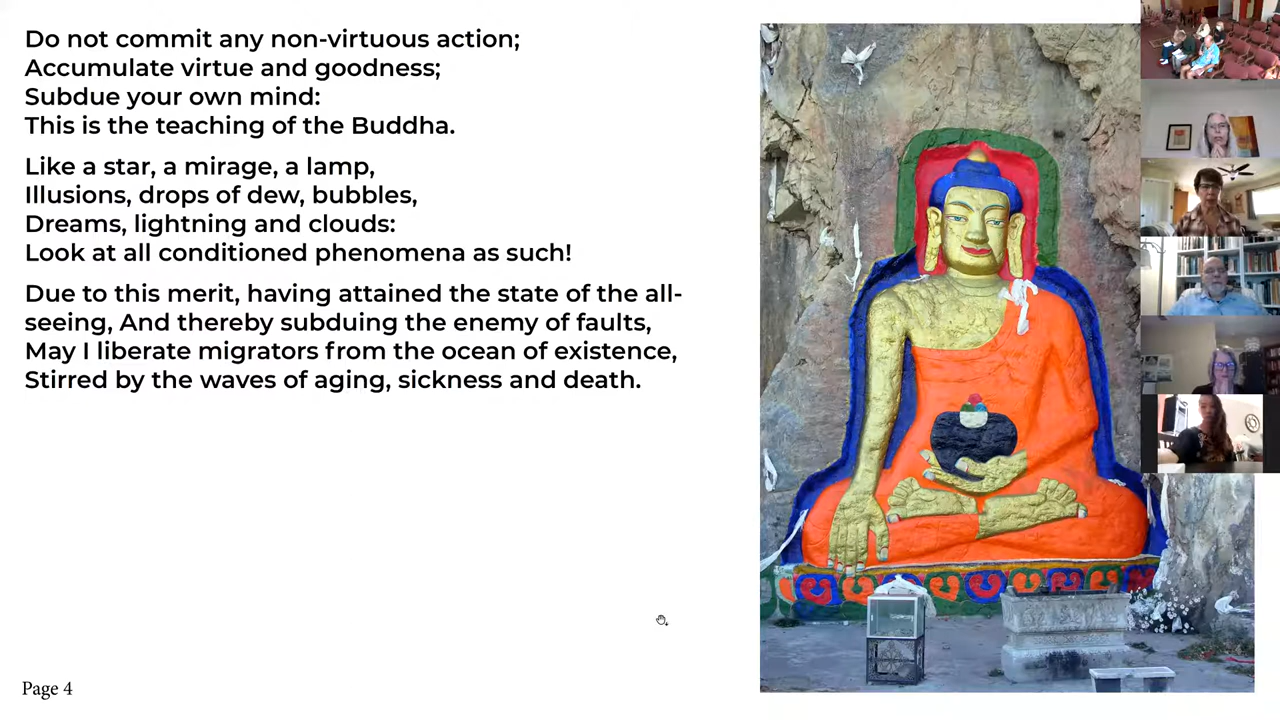 Do not commit any non-virtuous action;
Accumulate virtue and goodness;
Subdue your own mind:
This is the teaching of the Buddha.
Like a star, a mirage, a lamp,
Illusions, drops of dew, bubbles,
Dreams, lightning and clouds:
Look at all conditioned phenomena as such!
Due to this merit, having attained the state of the all-
seeing, And thereby subduing the enemy of faults,
May I liberate migrators from the ocean of existence,
Stirred by the waves of aging, sickness and death.
Page 4